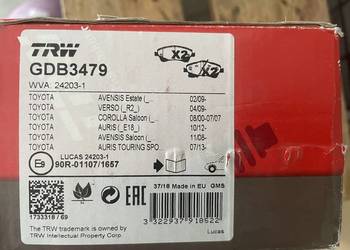 TRW
X2
X2
GDB3479
WVA: 24203-1
TOYOTA AVENSIS Estate (_ 02/09-
TOYOTA VERSO (_R2_) 04/09-
TOYOTA COROLLA Saloon (_ 08/00-07/07
TOYOTA AURIS (_E18_) 10/12-
TOYOTA AVENSIS Saloon (_ 11/08-
TOYOTA AURIS TOURING SPO 07/13-
LUCAS 24203-1
90R-01107/1657
37/18 Made in EU GMS
1733318 / 69
EAC
3 322937 918522
The TRW trademark is owned by
TRW Intellectual Property Corp.
Lucas